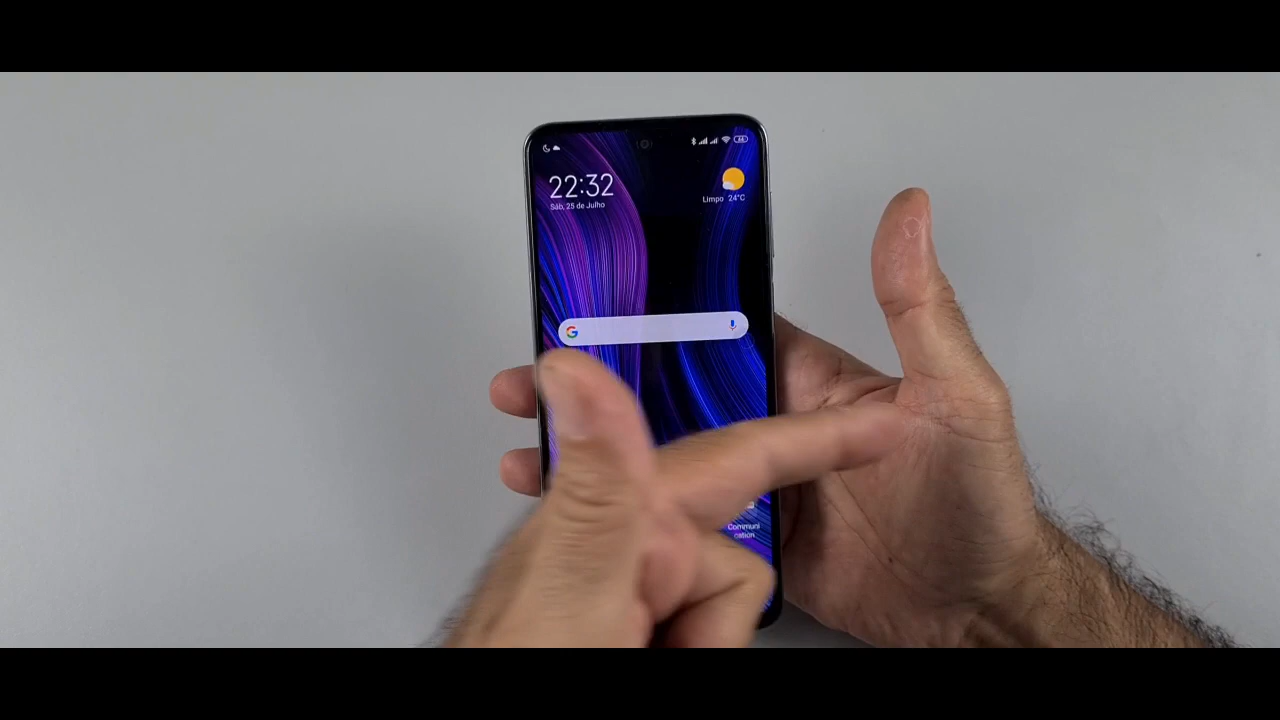 22:32
Sáb, 25 de Julho
Limpo 24°C
G
Communi
cation